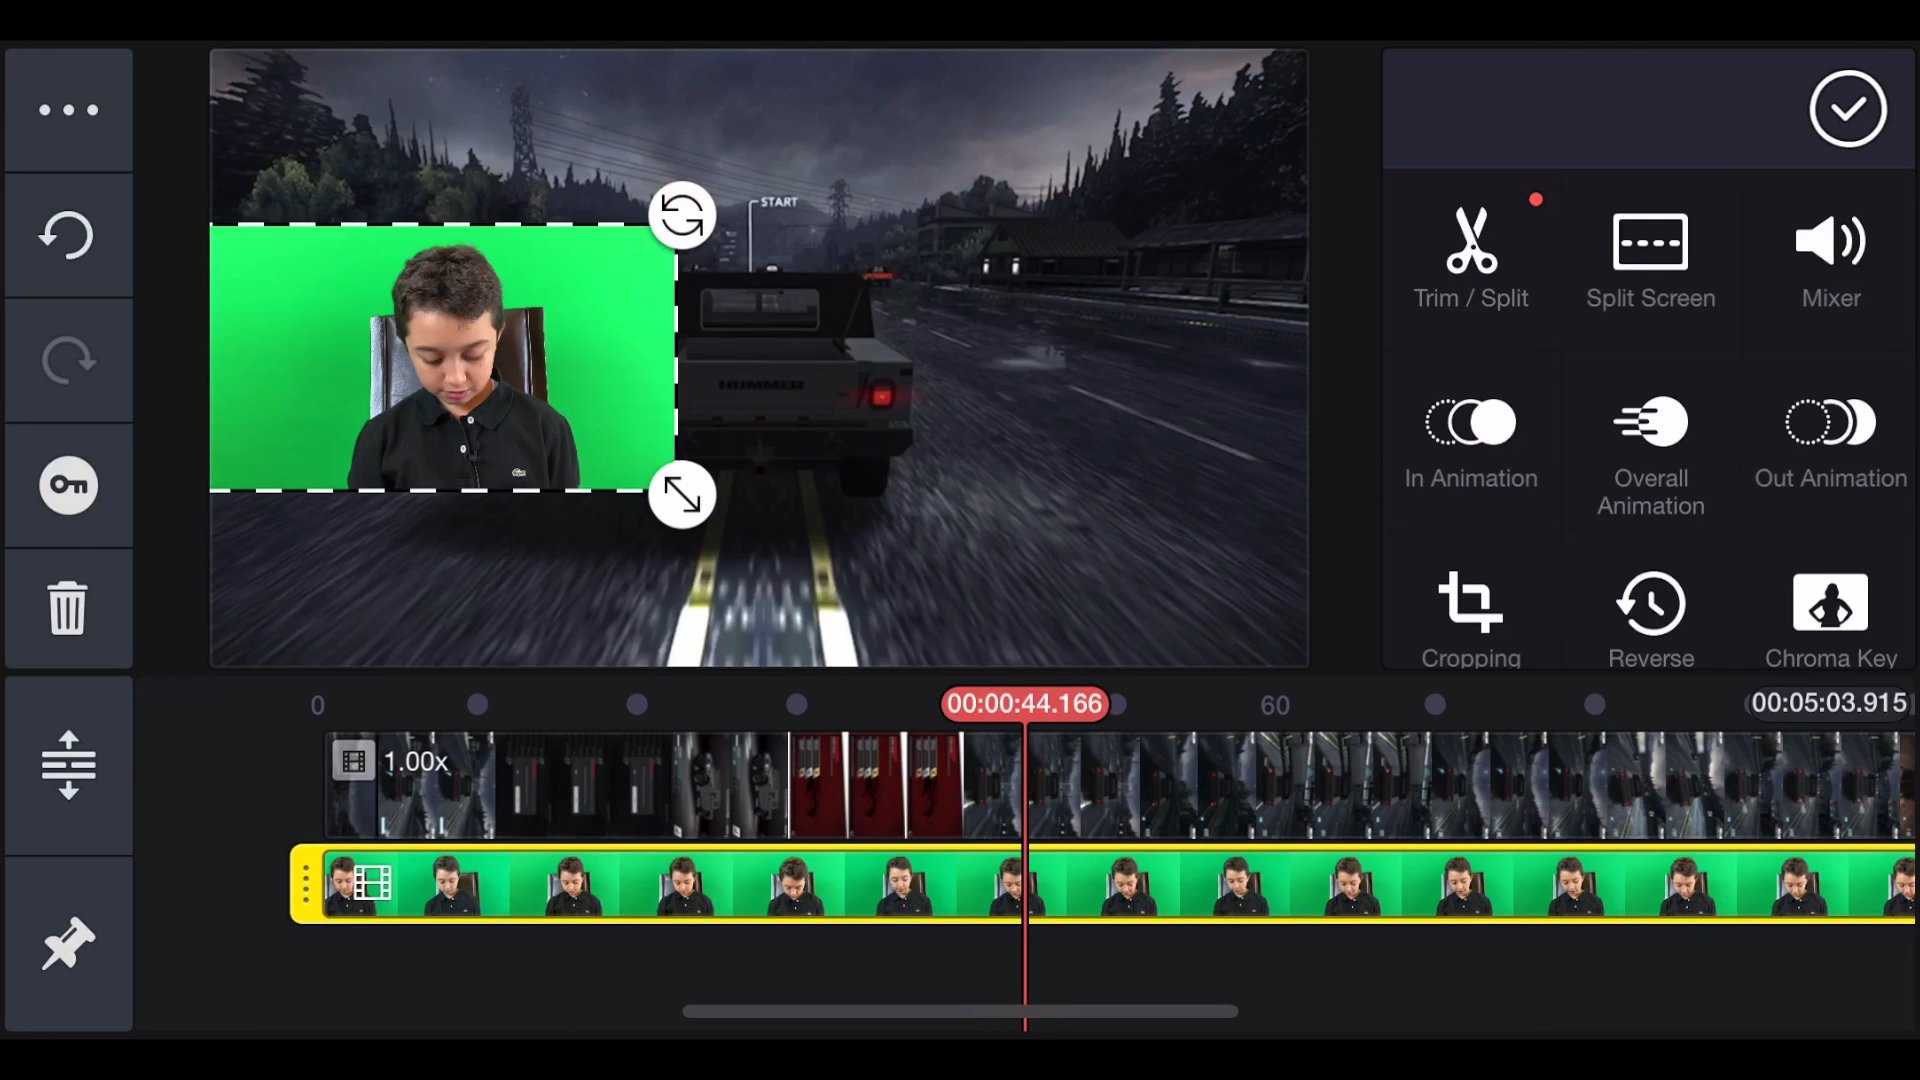 START
HUMMER
Trim / Split
Split Screen
Mixer
In Animation
Overall
Animation
Out Animation
Cropping
Reverse
Chroma Key
0
00:00:44.166
60
00:05:03.915
1.00x